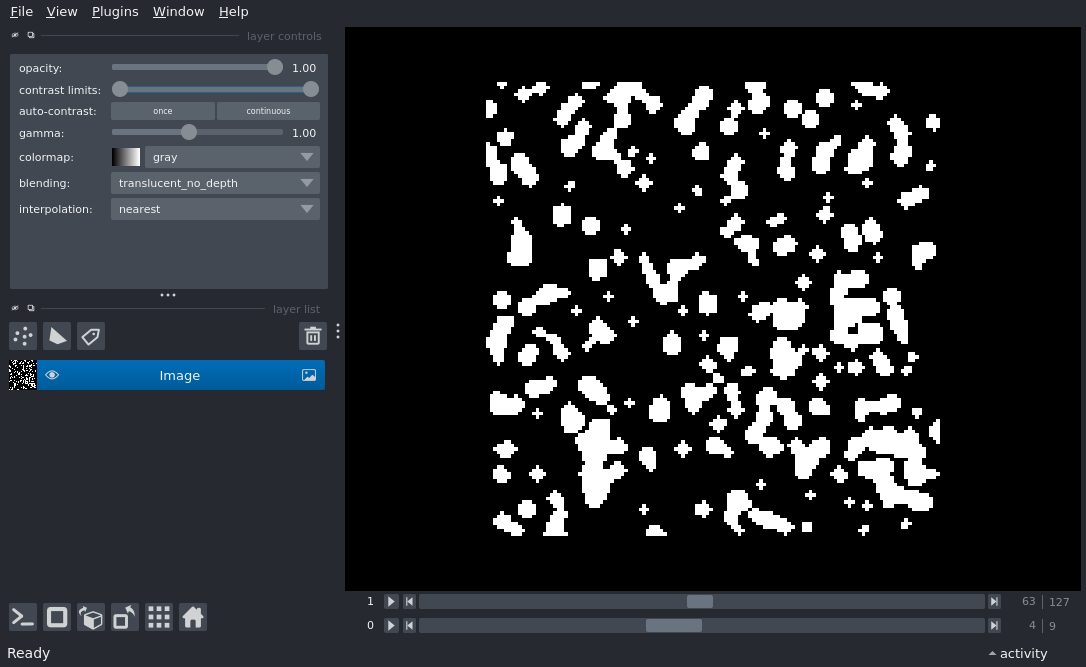 File View Plugins Window Help
layer controls
opacity: 1.00
contrast limits:
auto-contrast: once continuous
gamma: 1.00
colormap: gray
blending: translucent_no_depth
interpolation: nearest
layer list
Image
1 63 127
0 4 9
Ready activity